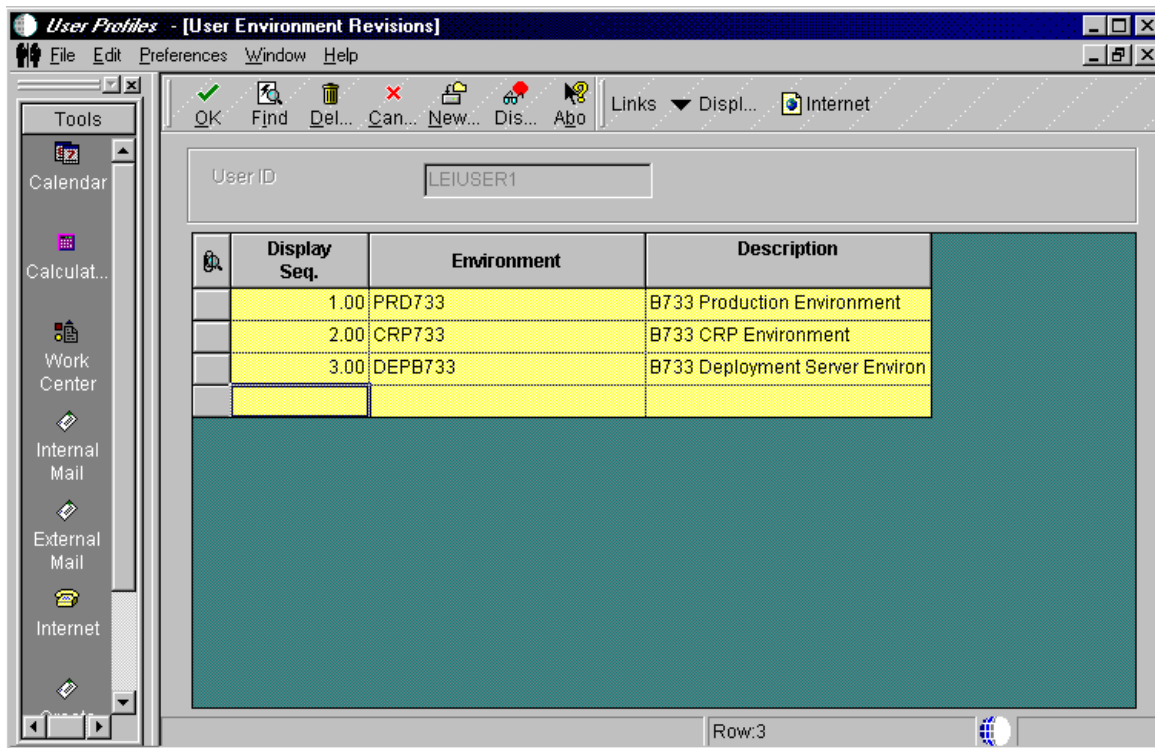 User Profiles - [User Environment Revisions]
File Edit Preferences Window Help
Tools
OK Find Del... Can... New... Dis... Abo Links Displ... Internet
Calendar
Calculat...
Work
Center
Internal
Mail
External
Mail
Internet
User ID LEIUSER1
Display
Seq. Environment Description
1.00 PRD733 B733 Production Environment
2.00 CRP733 B733 CRP Environment
3.00 DEPB733 B733 Deployment Server Environ
Row:3